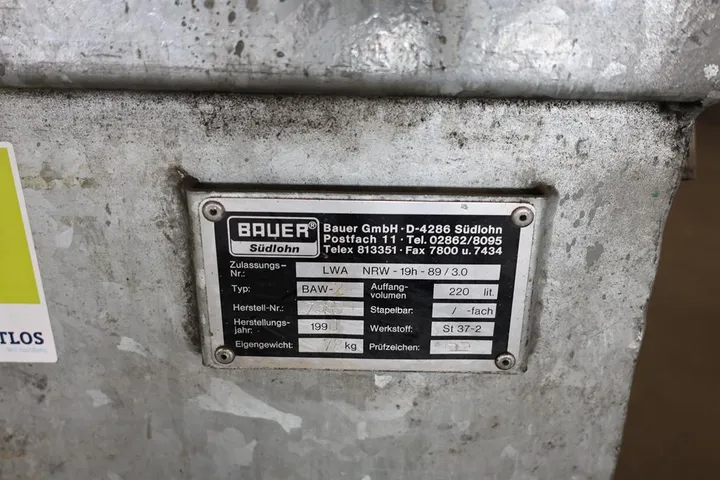 BAUER®
Südlohn
Bauer GmbH · D-4286 Südlohn
Postfach 11 · Tel. 02862/8095
Telex 813351 · Fax 7800 u. 7434
Zulassungs-Nr.: LWA NRW - 19h - 89 / 3.0
Typ: BAW- Auffang-volumen 220 lit.
Herstell-Nr.: Stapelbar: / -fach
Herstellungs-jahr: 199 Werkstoff: St 37-2
Eigengewicht: / kg Prüfzeichen:
TLOS